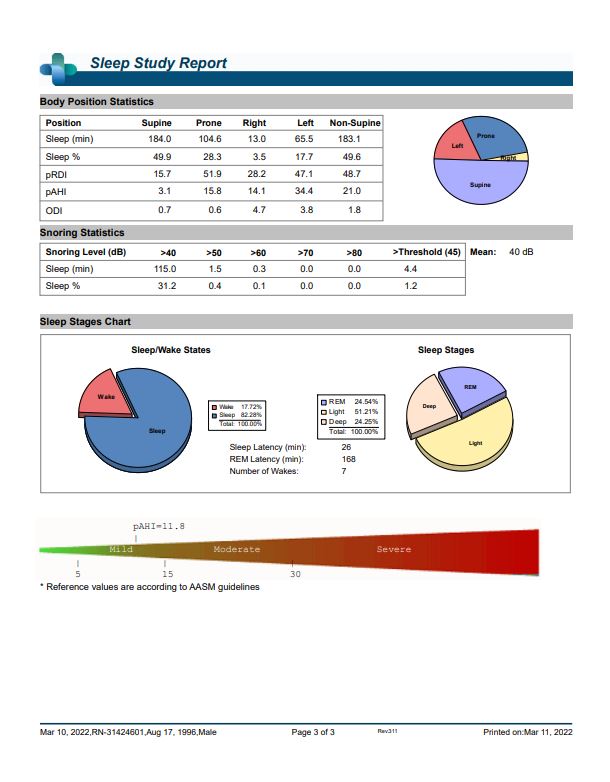 Sleep Study Report
Body Position Statistics
Position Supine Prone Right Left Non-Supine
Sleep (min) 184.0 104.6 13.0 65.5 183.1
Sleep % 49.9 28.3 3.5 17.7 49.6
pRDI 15.7 51.9 28.2 47.1 48.7
pAHI 3.1 15.8 14.1 34.4 21.0
ODI 0.7 0.6 4.7 3.8 1.8
Prone
Left
Right
Supine
Snoring Statistics
Snoring Level (dB) >40 >50 >60 >70 >80 >Threshold (45) Mean: 40 dB
Sleep (min) 115.0 1.5 0.3 0.0 0.0 4.4
Sleep % 31.2 0.4 0.1 0.0 0.0 1.2
Sleep Stages Chart
Sleep/Wake States
Wake
Sleep
Wake 17.72%
Sleep 82.28%
Total: 100.00%
Sleep Stages
REM 24.54%
Light 51.21%
Deep 24.25%
Total: 100.00%
REM
Deep
Light
Sleep Latency (min): 26
REM Latency (min): 168
Number of Wakes: 7
pAHI=11.8
Mild Moderate Severe
5 15 30
* Reference values are according to AASM guidelines
Mar 10, 2022,RN-31424601,Aug 17, 1996,Male Page 3 of 3 Rev311 Printed on:Mar 11, 2022